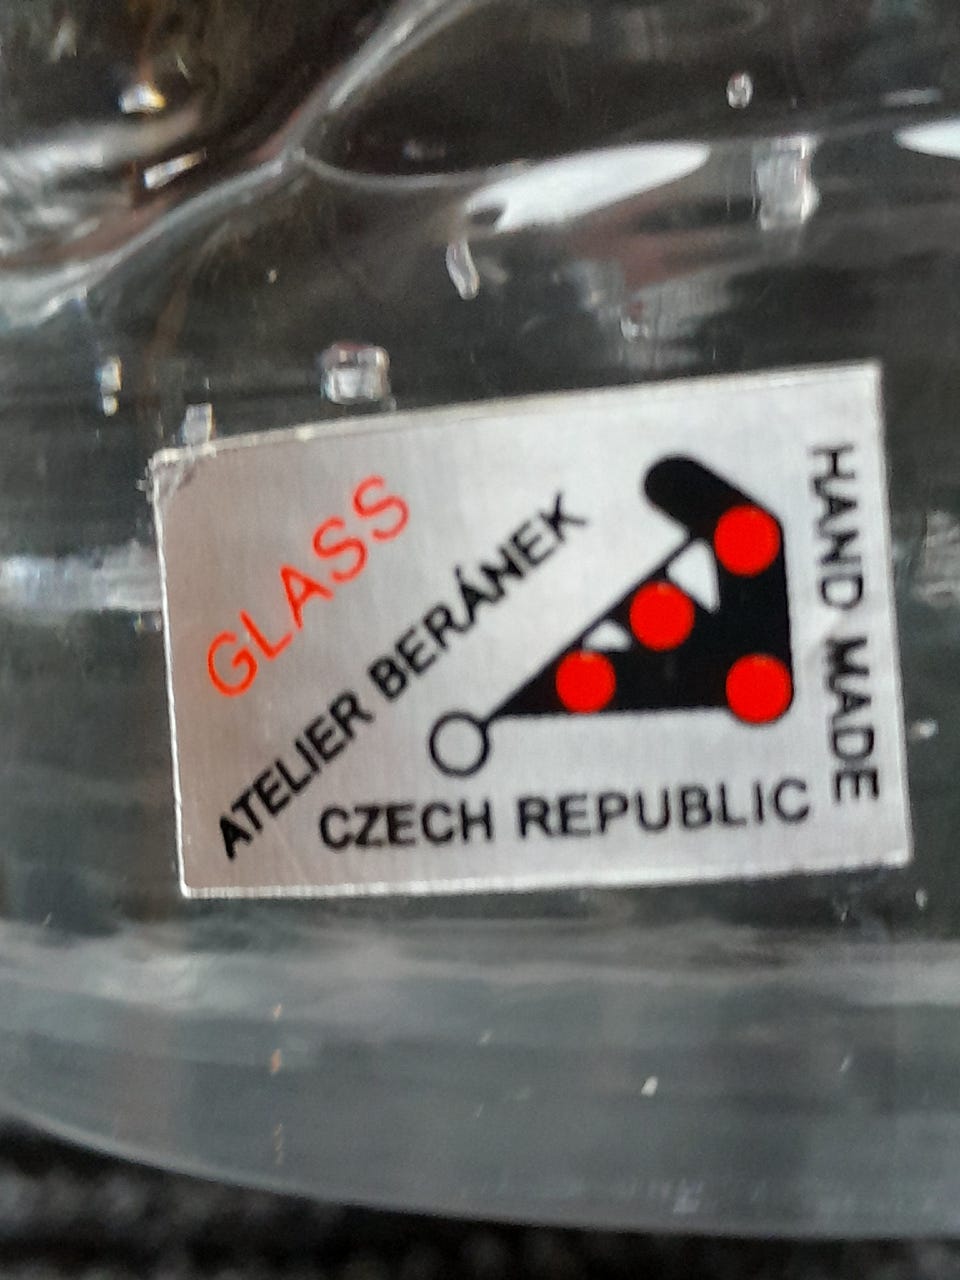 GLASS
ATELIER BERÁNEK
CZECH REPUBLIC
HAND MADE